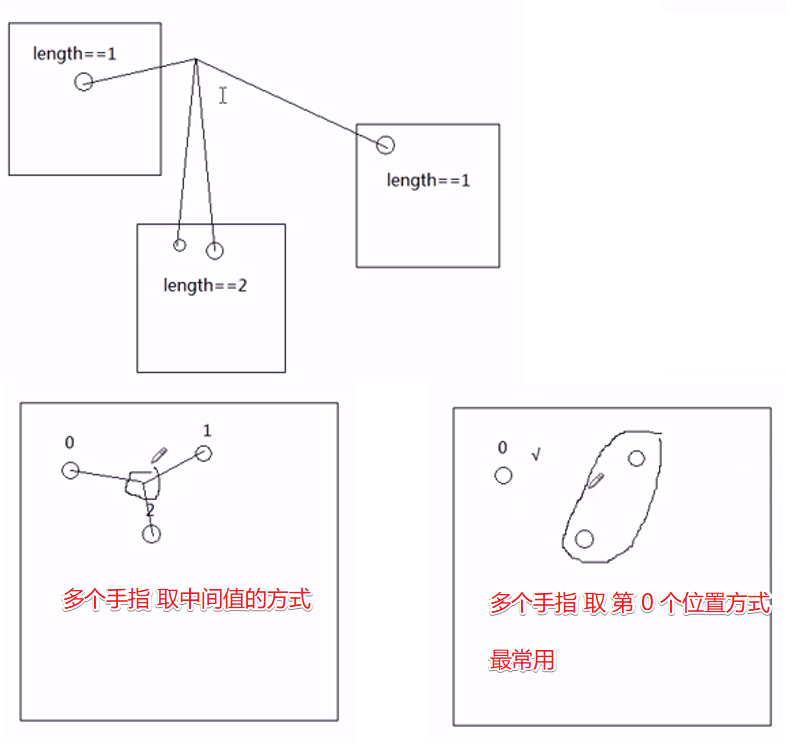 length==1
length==1
length==2
0
1
2
多个手指 取中间值的方式
0
√
多个手指 取 第 0 个位置方式
最常用